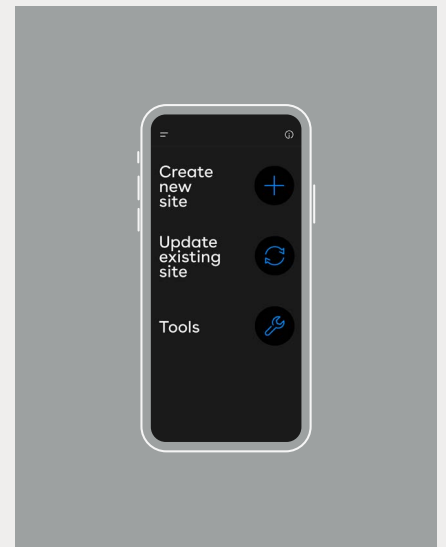 Create
new
site
Update
existing
site
Tools